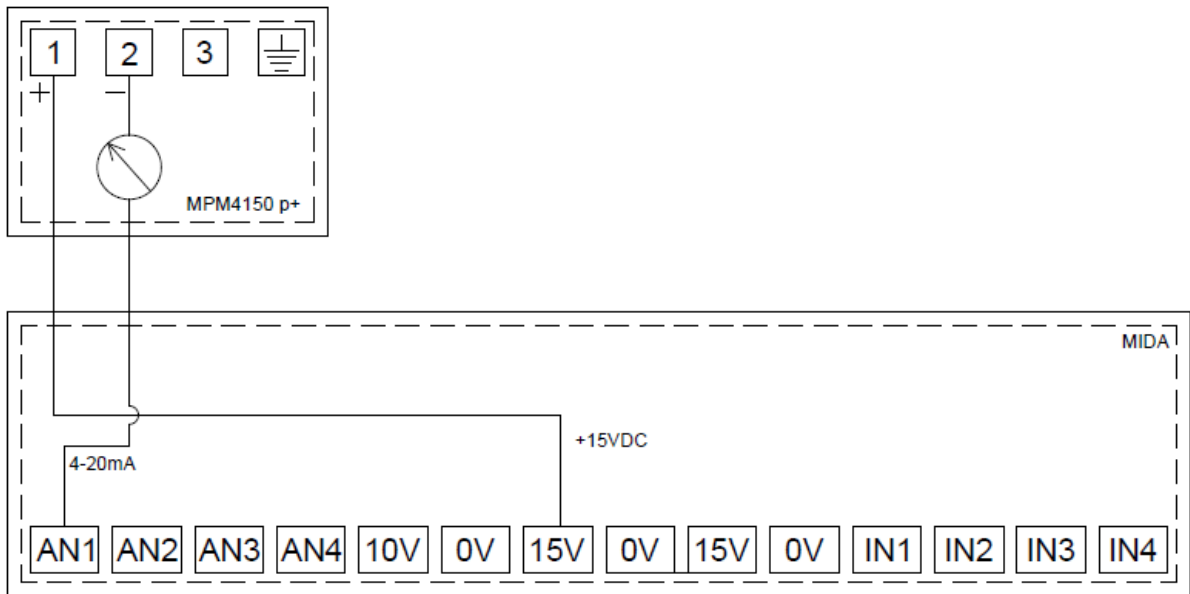 1 2 3
+ −
MPM4150 p+
MIDA
+15VDC
4-20mA
AN1 AN2 AN3 AN4 10V 0V 15V 0V 15V 0V IN1 IN2 IN3 IN4